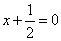 x + 1/2 = 0